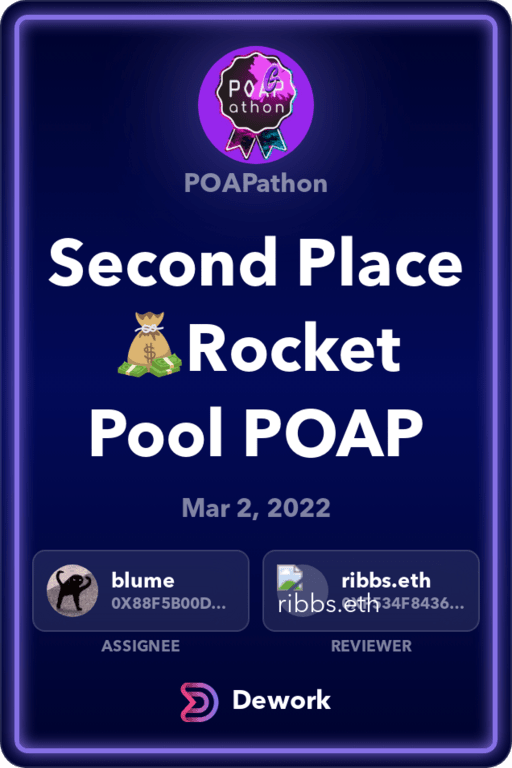 POAP
athon
POAPathon
Second Place
💰Rocket
Pool POAP
Mar 2, 2022
blume
0X88F5B00D...
ribbs.eth
ribbs.eth
ASSIGNEE
REVIEWER
Dework